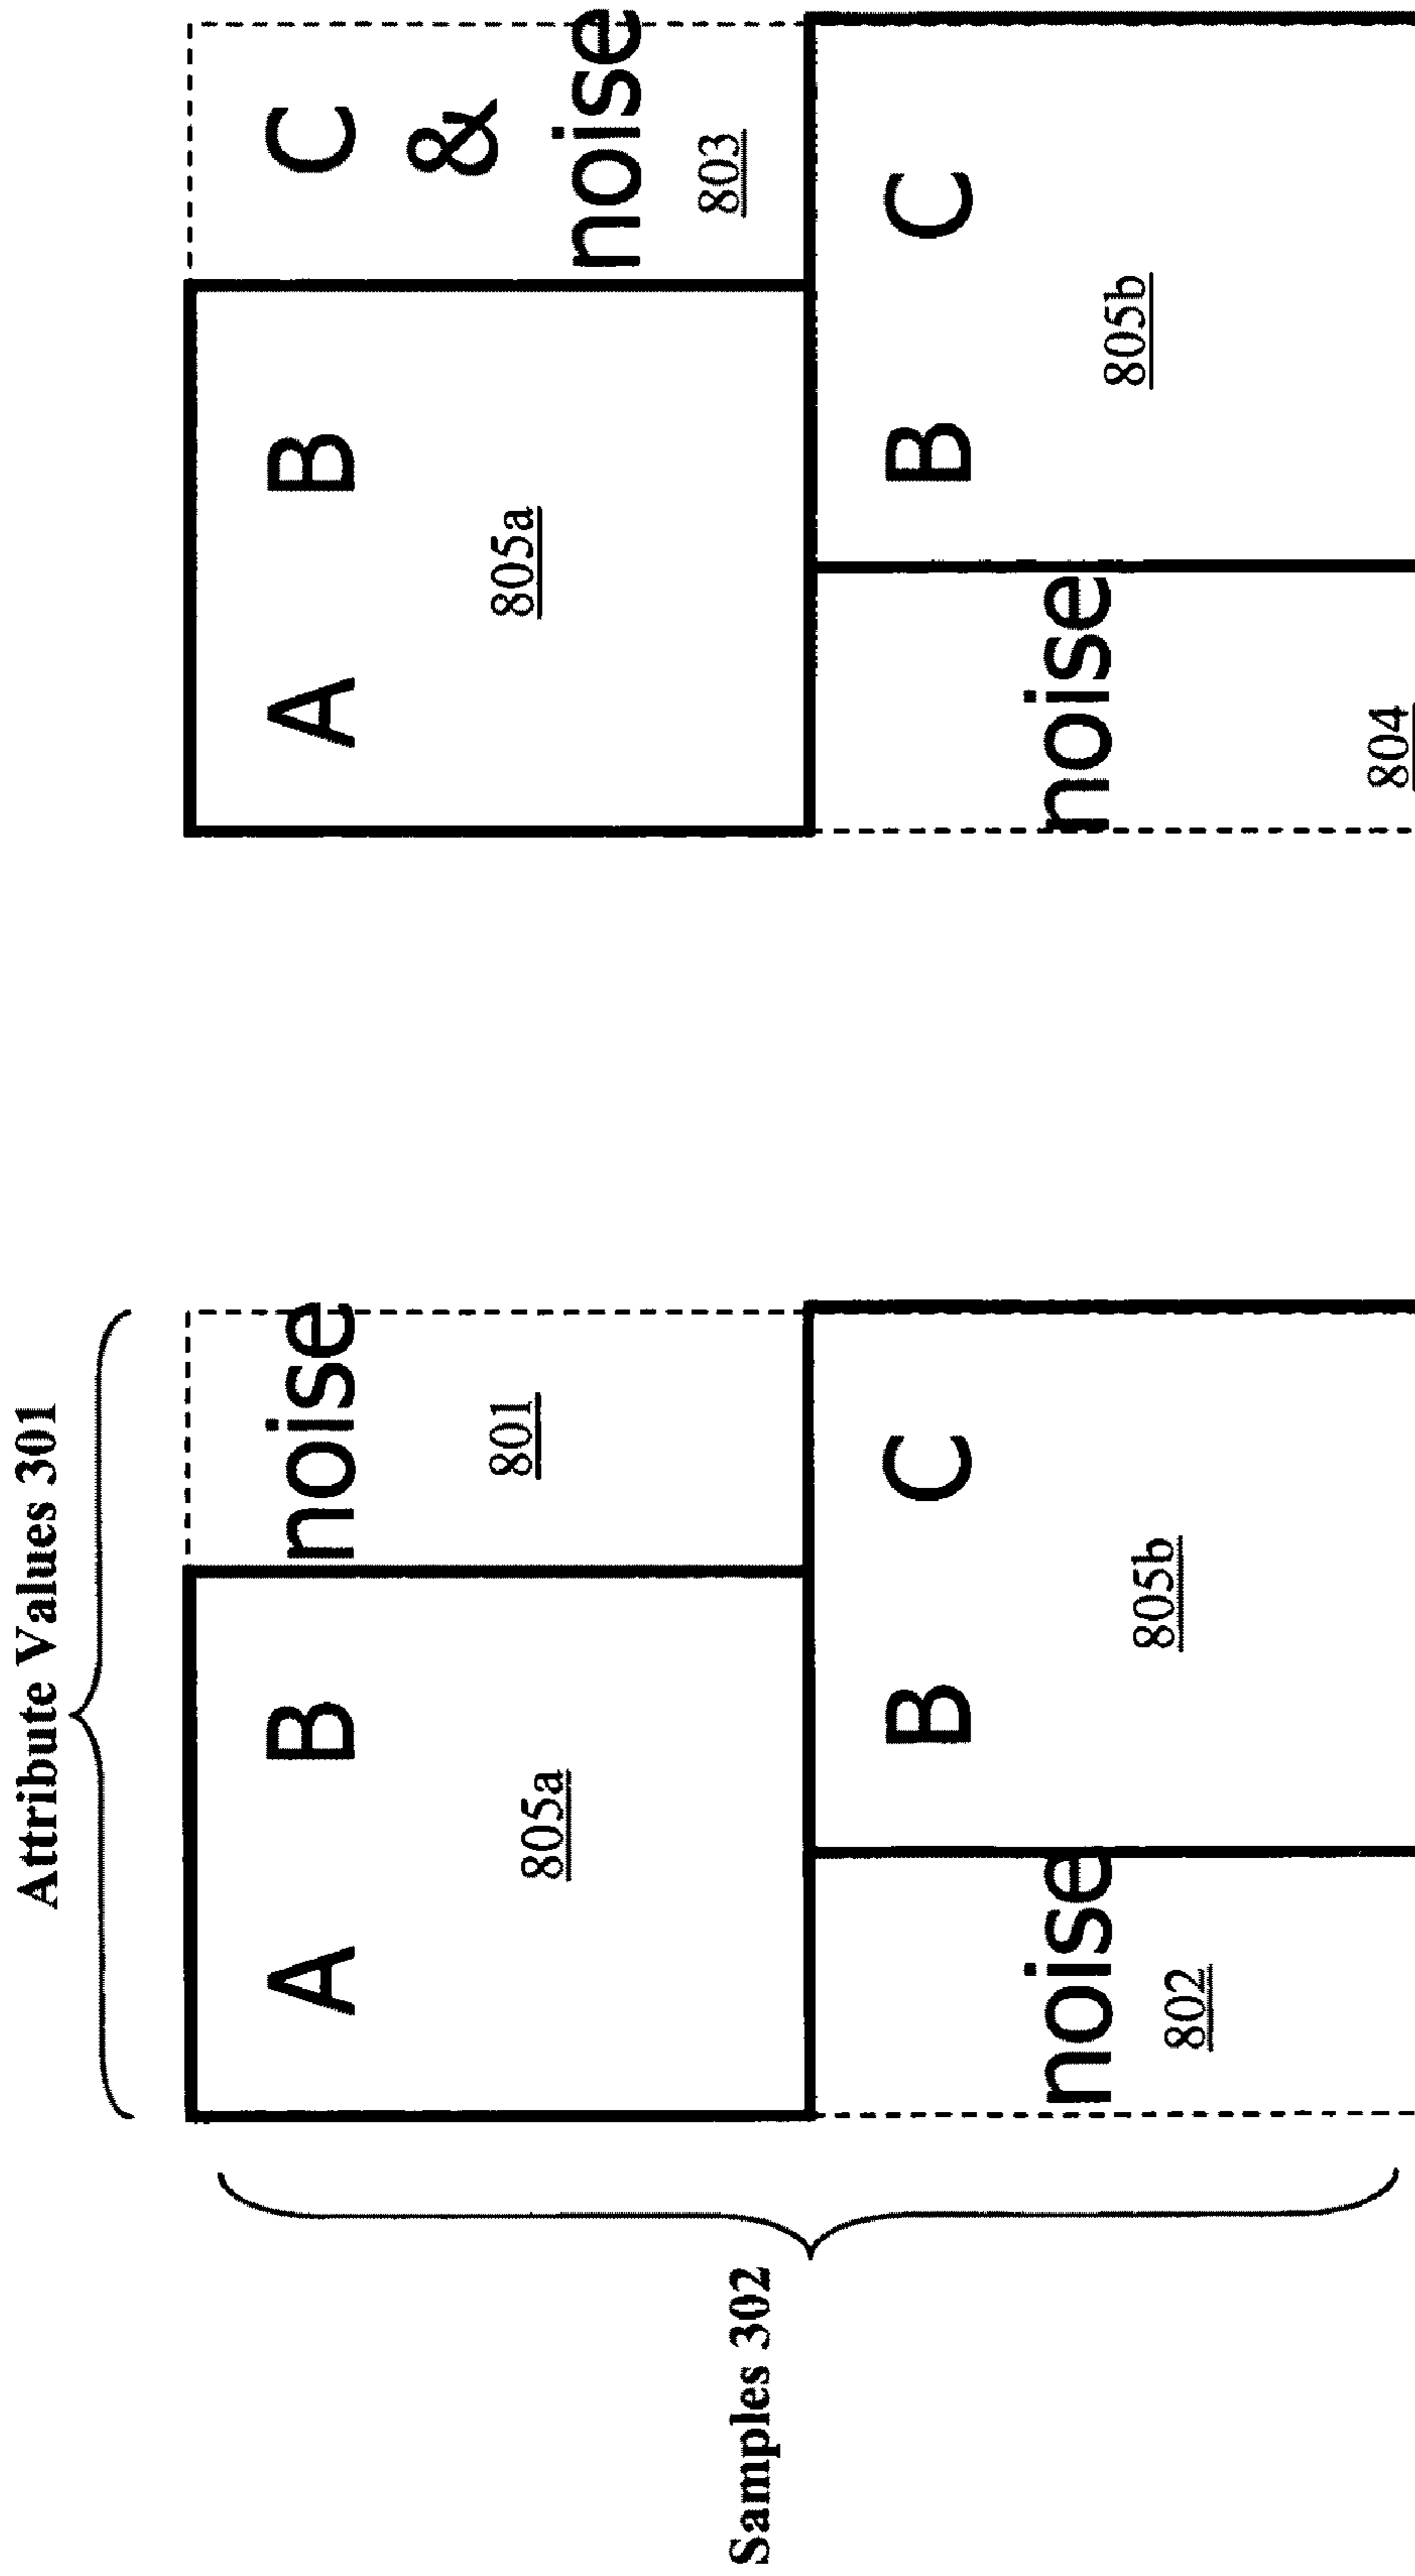 Attribute Values 301
Samples 302
A B
805a
noise
801
noise
802
B C
805b
A B
805a
C
&
noise
803
noise
804
B C
805b